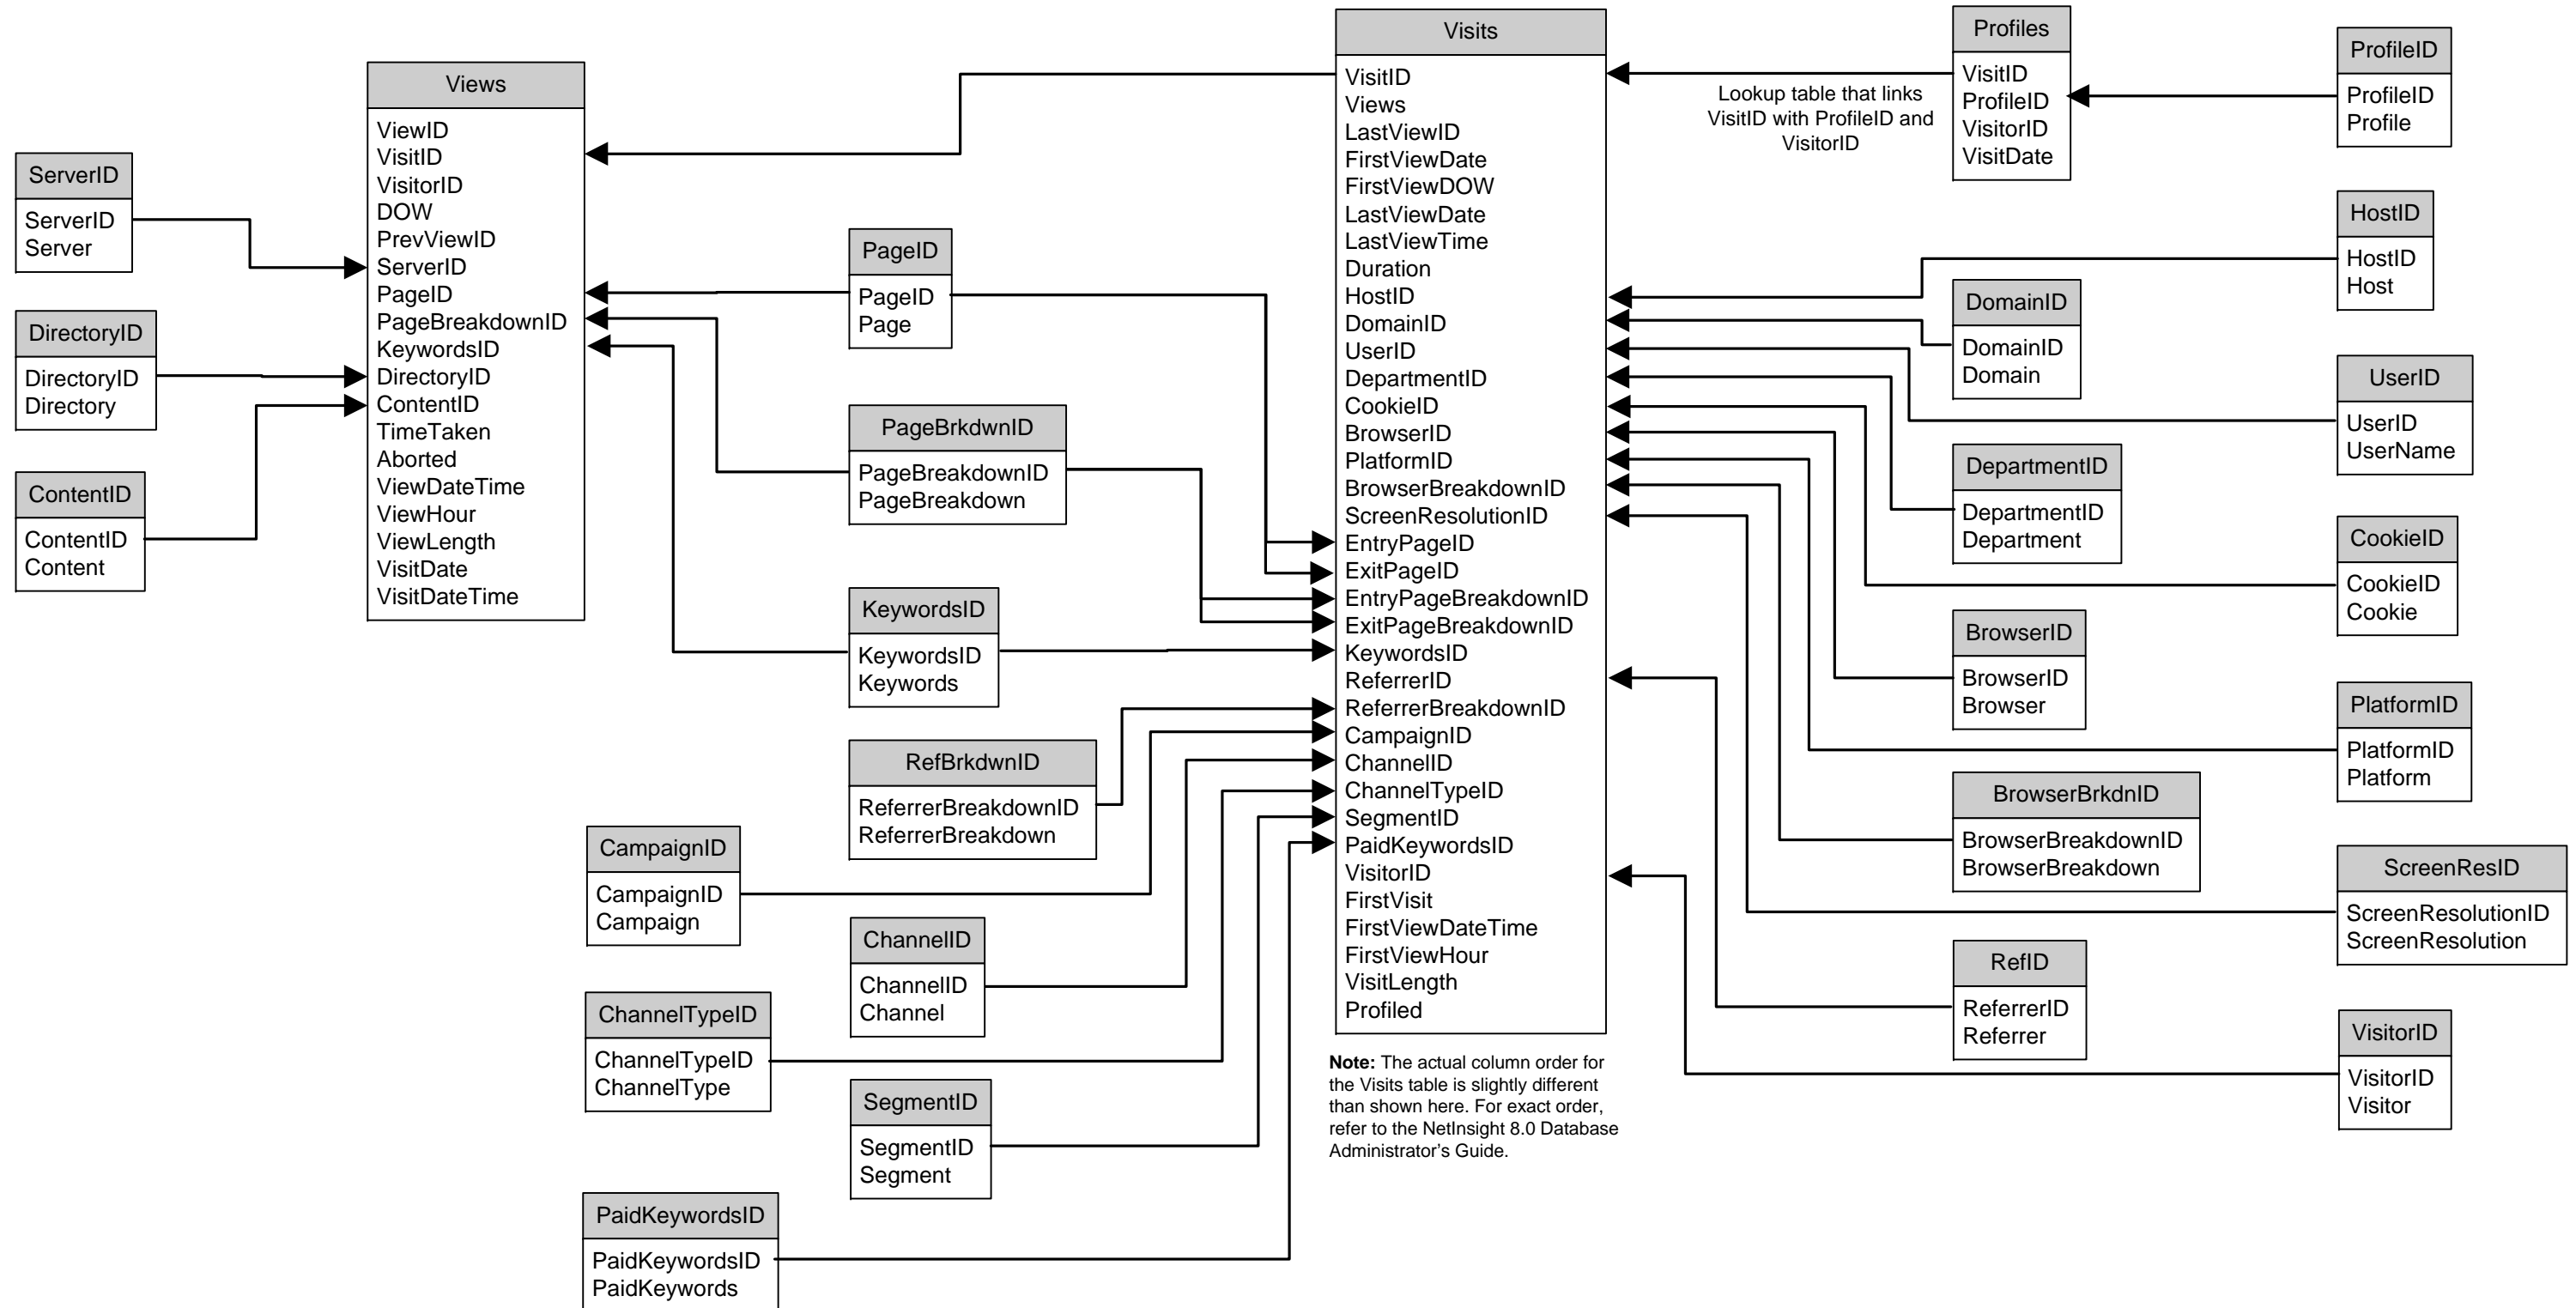 Views
ViewID
VisitID
VisitorID
DOW
PrevViewID
ServerID
PageID
PageBreakdownID
KeywordsID
DirectoryID
ContentID
TimeTaken
Aborted
ViewDateTime
ViewHour
ViewLength
VisitDate
VisitDateTime
ServerID
ServerID
Server
DirectoryID
DirectoryID
Directory
ContentID
ContentID
Content
PageID
PageID
Page
PageBrkdwnID
PageBreakdownID
PageBreakdown
KeywordsID
KeywordsID
Keywords
RefBrkdwnID
ReferrerBreakdownID
ReferrerBreakdown
CampaignID
CampaignID
Campaign
ChannelID
ChannelID
Channel
ChannelTypeID
ChannelTypeID
ChannelType
SegmentID
SegmentID
Segment
PaidKeywordsID
PaidKeywordsID
PaidKeywords
Visits
VisitID
Views
LastViewID
FirstViewDate
FirstViewDOW
LastViewDate
LastViewTime
Duration
HostID
DomainID
UserID
DepartmentID
CookieID
BrowserID
PlatformID
BrowserBreakdownID
ScreenResolutionID
EntryPageID
ExitPageID
EntryPageBreakdownID
ExitPageBreakdownID
KeywordsID
ReferrerID
ReferrerBreakdownID
CampaignID
ChannelID
ChannelTypeID
SegmentID
PaidKeywordsID
VisitorID
FirstVisit
FirstViewDateTime
FirstViewHour
VisitLength
Profiled
Note: The actual column order for
the Visits table is slightly different
than shown here. For exact order,
refer to the NetInsight 8.0 Database
Administrator's Guide.
Lookup table that links
VisitID with ProfileID and
VisitorID
Profiles
VisitID
ProfileID
VisitorID
VisitDate
ProfileID
ProfileID
Profile
HostID
HostID
Host
DomainID
DomainID
Domain
UserID
UserID
UserName
DepartmentID
DepartmentID
Department
CookieID
CookieID
Cookie
BrowserID
BrowserID
Browser
PlatformID
PlatformID
Platform
BrowserBrkdnID
BrowserBreakdownID
BrowserBreakdown
ScreenResID
ScreenResolutionID
ScreenResolution
RefID
ReferrerID
Referrer
VisitorID
VisitorID
Visitor